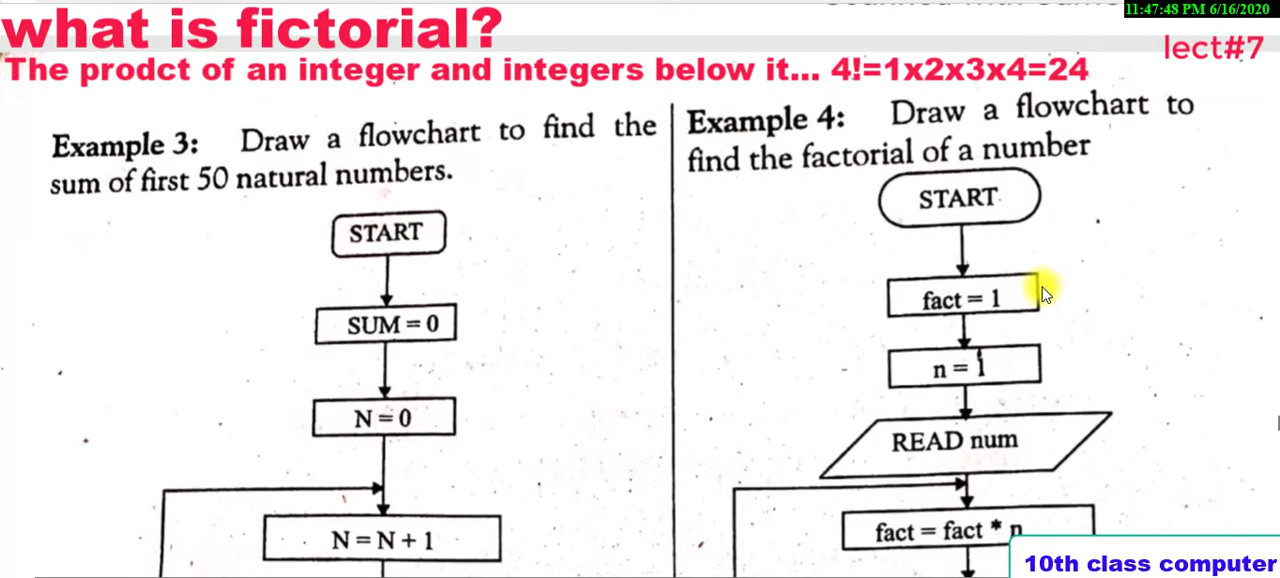 11:47:48 PM 6/16/2020
what is fictorial?
lect#7
The prodct of an integer and integers below it... 4!=1x2x3x4=24
Example 3: Draw a flowchart to find the
sum of first 50 natural numbers.
START
SUM = 0
N = 0
N = N + 1
Example 4: Draw a flowchart to
find the factorial of a number
START
fact = 1
n = 1
READ num
fact = fact * n
10th class computer